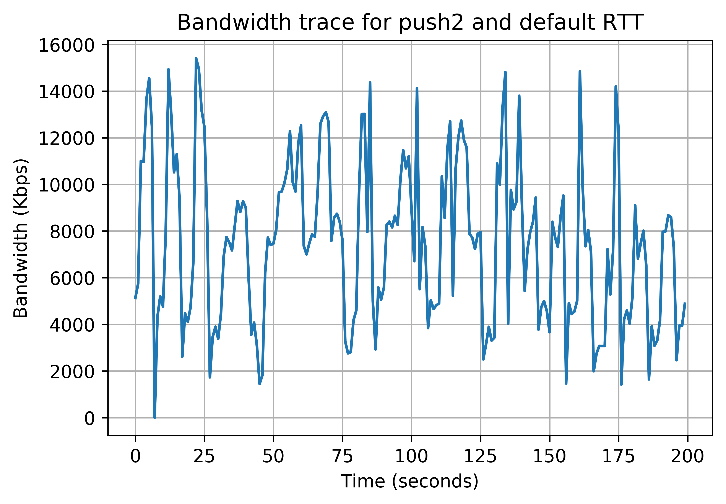 Bandwidth trace for push2 and default RTT
Bandwidth (Kbps)
16000
14000
12000
10000
8000
6000
4000
2000
0
0 25 50 75 100 125 150 175 200
Time (seconds)